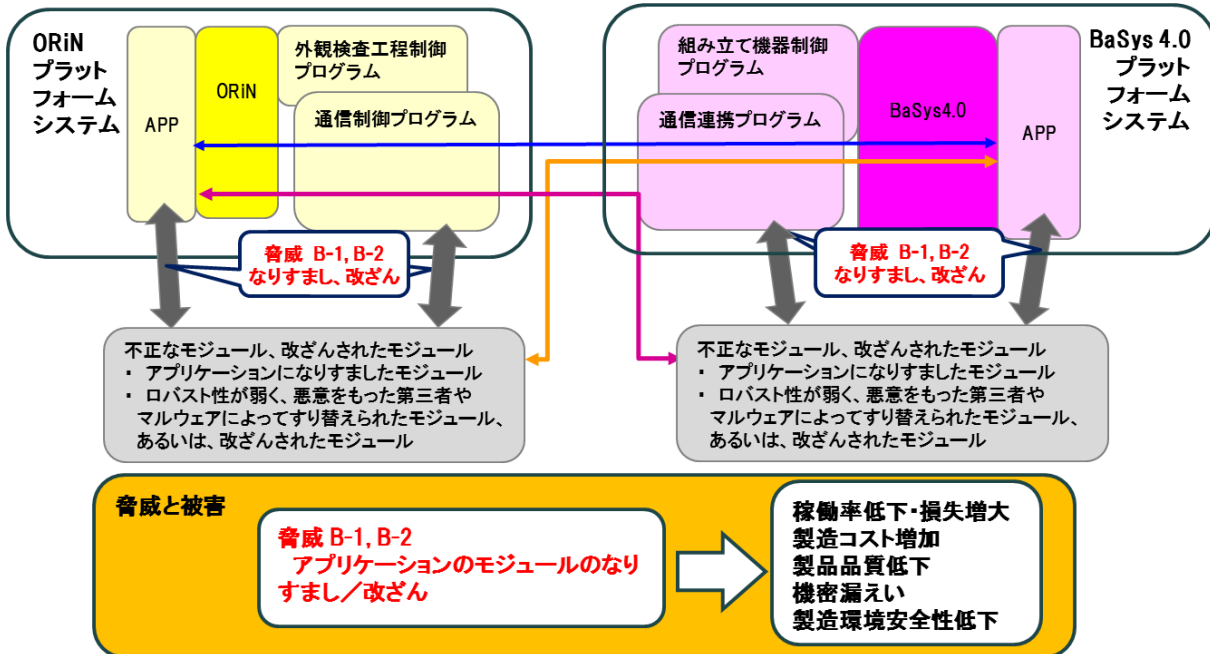 ORiN
プラット
フォーム
システム
APP
ORiN
外観検査工程制御
プログラム
通信制御プログラム
組み立て機器制御
プログラム
通信連携プログラム
BaSys4.0
APP
BaSys 4.0
プラット
フォーム
システム
脅威 B-1, B-2
なりすまし、改ざん
脅威 B-1, B-2
なりすまし、改ざん
不正なモジュール、改ざんされたモジュール
・ アプリケーションになりすましたモジュール
・ ロバスト性が弱く、悪意をもった第三者や
マルウェアによってすり替えられたモジュール、
あるいは、改ざんされたモジュール
不正なモジュール、改ざんされたモジュール
・ アプリケーションになりすましたモジュール
・ ロバスト性が弱く、悪意をもった第三者や
マルウェアによってすり替えられたモジュール、
あるいは、改ざんされたモジュール
脅威と被害
脅威 B-1, B-2
アプリケーションのモジュールのなり
すまし／改ざん
稼働率低下・損失増大
製造コスト増加
製品品質低下
機密漏えい
製造環境安全性低下